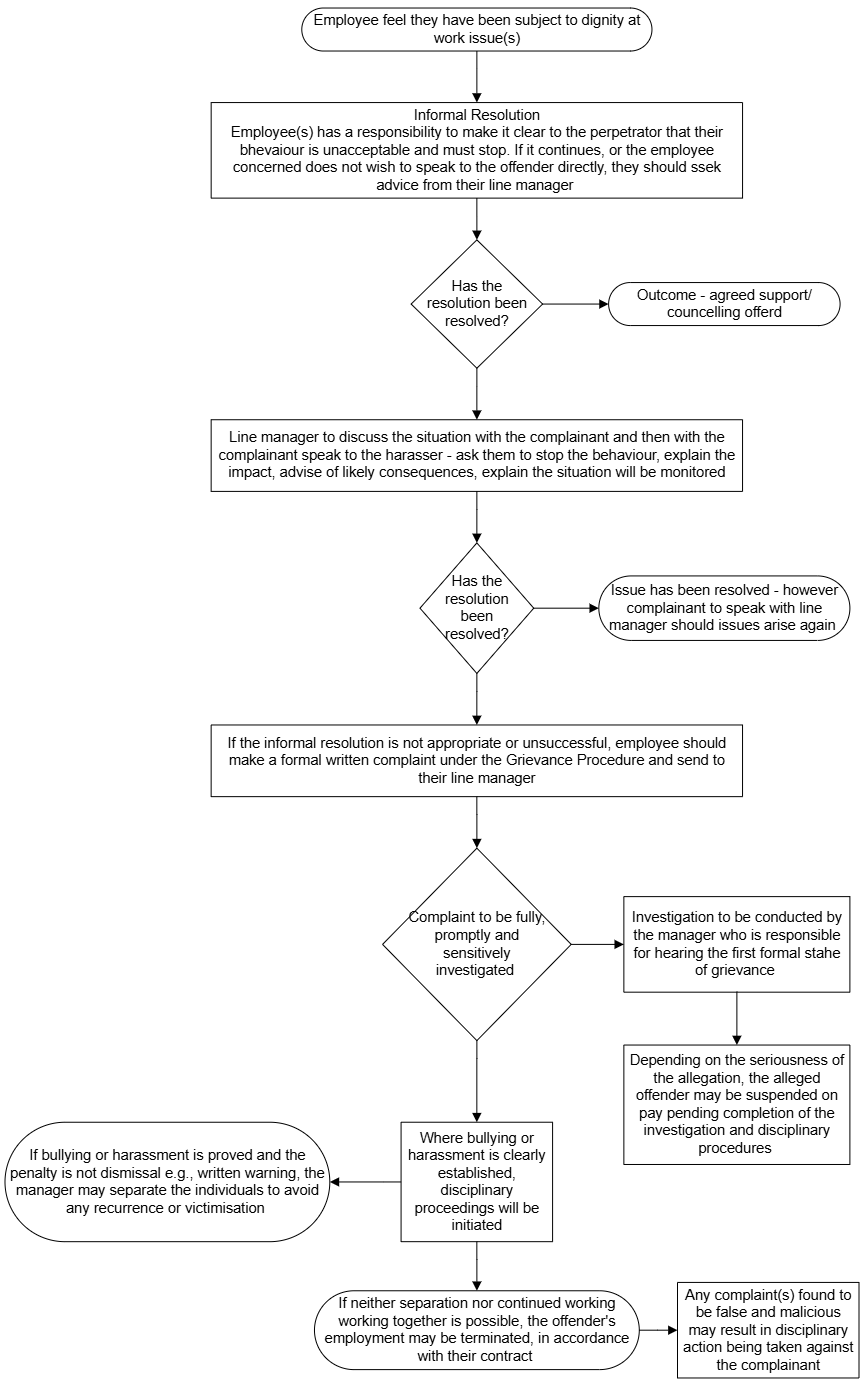 Employee feel they have been subject to dignity at
work issue(s)
Informal Resolution
Employee(s) has a responsibility to make it clear to the perpetrator that their
bhevaiour is unacceptable and must stop. If it continues, or the employee
concerned does not wish to speak to the offender directly, they should ssek
advice from their line manager
Has the
resolution been
resolved?
Outcome - agreed support/
councelling offerd
Line manager to discuss the situation with the complainant and then with the
complainant speak to the harasser - ask them to stop the behaviour, explain the
impact, advise of likely consequences, explain the situation will be monitored
Has the
resolution
been
resolved?
Issue has been resolved - however
complainant to speak with line
manager should issues arise again
If the informal resolution is not appropriate or unsuccessful, employee should
make a formal written complaint under the Grievance Procedure and send to
their line manager
Complaint to be fully,
promptly and
sensitively
investigated
Investigation to be conducted by
the manager who is responsible
for hearing the first formal stahe
of grievance
Depending on the seriousness of
the allegation, the alleged
offender may be suspended on
pay pending completion of the
investigation and disciplinary
procedures
Where bullying or
harassment is clearly
established,
disciplinary
proceedings will be
initiated
If bullying or harassment is proved and the
penalty is not dismissal e.g., written warning, the
manager may separate the individuals to avoid
any recurrence or victimisation
If neither separation nor continued working
working together is possible, the offender's
employment may be terminated, in accordance
with their contract
Any complaint(s) found to
be false and malicious
may result in disciplinary
action being taken against
the complainant